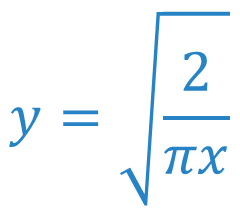 y = √(2/πx)